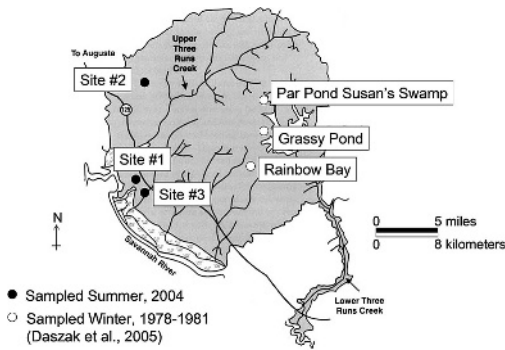 Upper
Three
Runs
Creek
To Augusta
Site #2
Par Pond Susan's Swamp
125
Grassy Pond
Site #1
Rainbow Bay
Site #3
N
0 5 miles
0 8 kilometers
Savannah River
Sampled Summer, 2004
Lower Three
Runs Creek
Sampled Winter, 1978-1981
(Daszak et al., 2005)